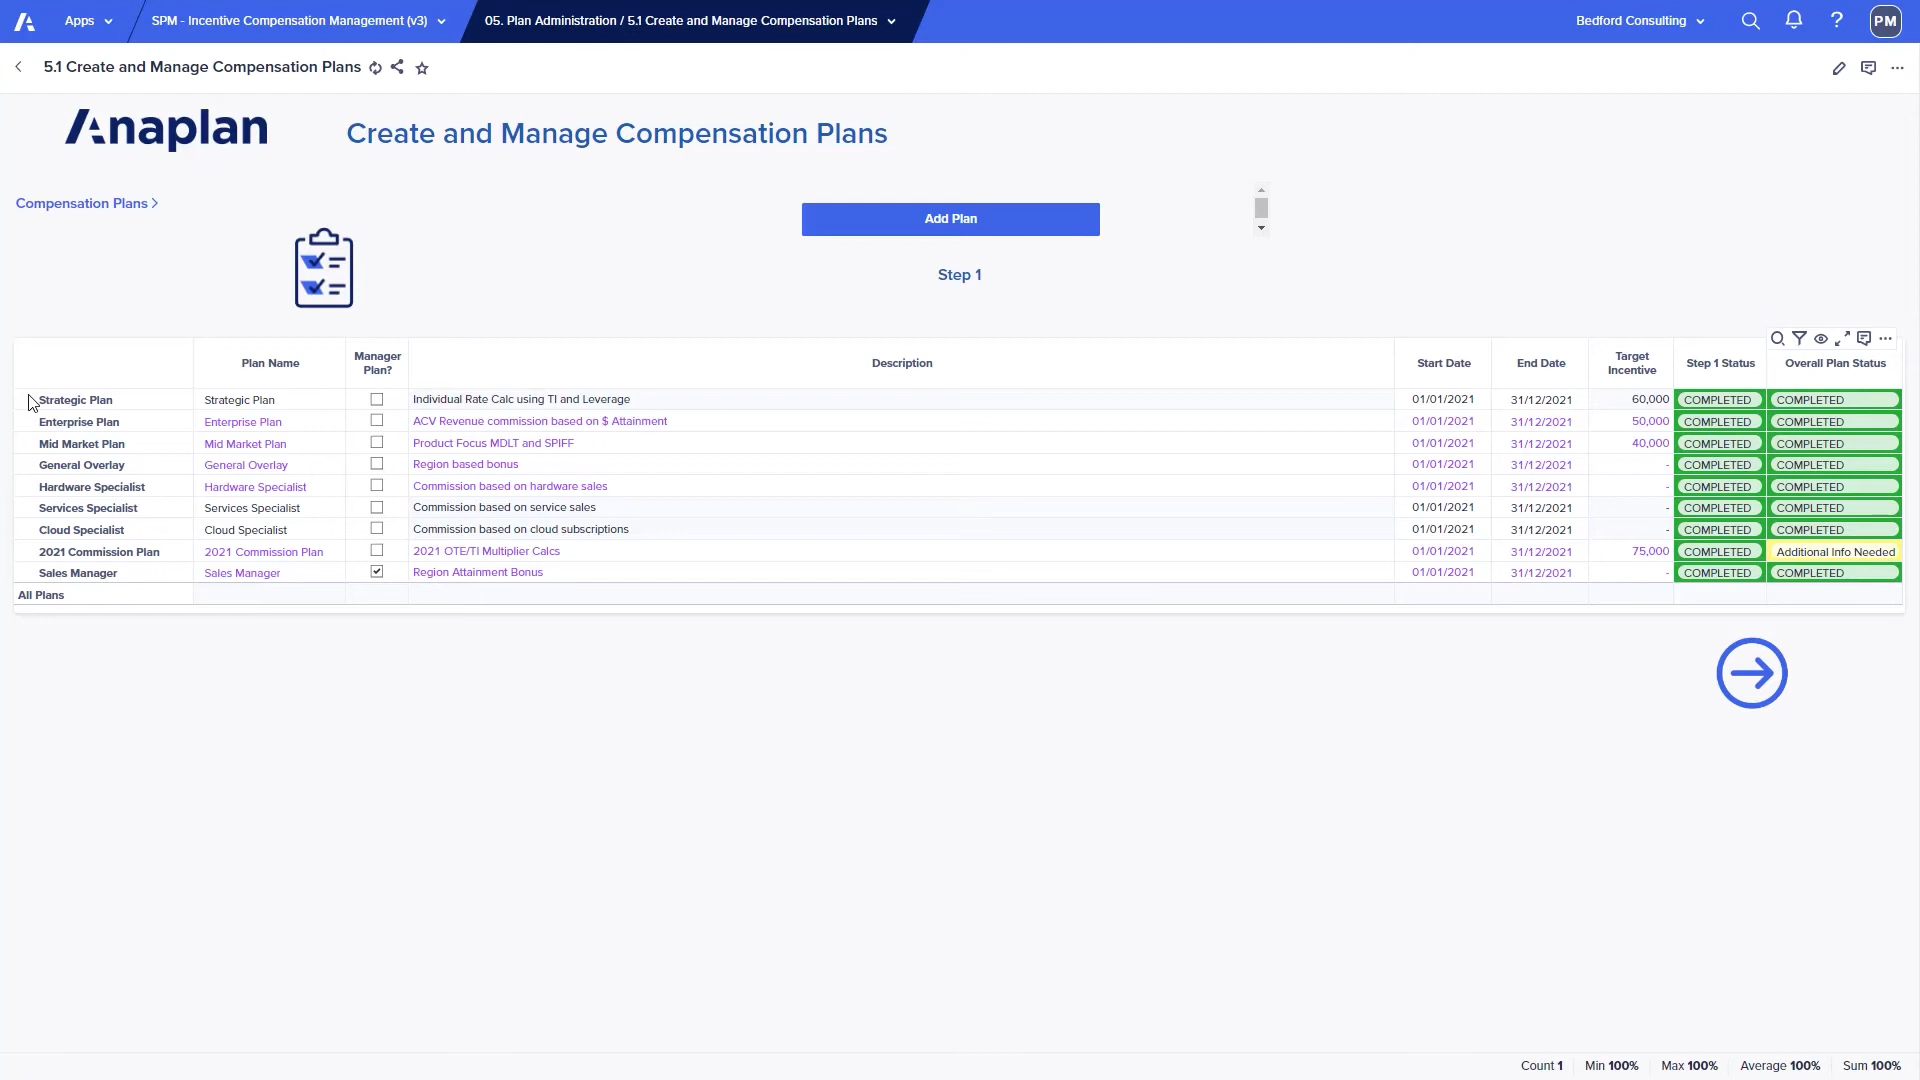 Apps
SPM - Incentive Compensation Management (v3)
05. Plan Administration / 5.1 Create and Manage Compensation Plans
Bedford Consulting
?
PM
5.1 Create and Manage Compensation Plans
Anaplan
Create and Manage Compensation Plans
Compensation Plans
Add Plan
Step 1
Plan Name Manager Plan? Description Start Date End Date Target Incentive Step 1 Status Overall Plan Status
Strategic Plan Strategic Plan Individual Rate Calc using TI and Leverage 01/01/2021 31/12/2021 60,000 COMPLETED COMPLETED
Enterprise Plan Enterprise Plan ACV Revenue commission based on $ Attainment 01/01/2021 31/12/2021 50,000 COMPLETED COMPLETED
Mid Market Plan Mid Market Plan Product Focus MDLT and SPIFF 01/01/2021 31/12/2021 40,000 COMPLETED COMPLETED
General Overlay General Overlay Region based bonus 01/01/2021 31/12/2021 - COMPLETED COMPLETED
Hardware Specialist Hardware Specialist Commission based on hardware sales 01/01/2021 31/12/2021 - COMPLETED COMPLETED
Services Specialist Services Specialist Commission based on service sales 01/01/2021 31/12/2021 - COMPLETED COMPLETED
Cloud Specialist Cloud Specialist Commission based on cloud subscriptions 01/01/2021 31/12/2021 - COMPLETED COMPLETED
2021 Commission Plan 2021 Commission Plan 2021 OTE/TI Multiplier Calcs 01/01/2021 31/12/2021 75,000 COMPLETED Additional Info Needed
Sales Manager Sales Manager Region Attainment Bonus 01/01/2021 31/12/2021 - COMPLETED COMPLETED
All Plans
Count 1 Min 100% Max 100% Average 100% Sum 100%